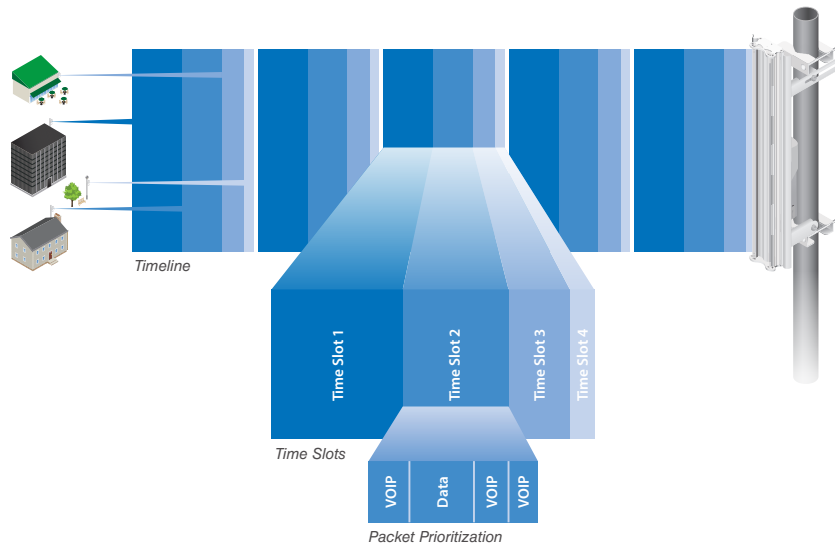 Timeline
Time Slot 1
Time Slot 2
Time Slot 3
Time Slot 4
Time Slots
VOIP
Data
VOIP
VOIP
Packet Prioritization